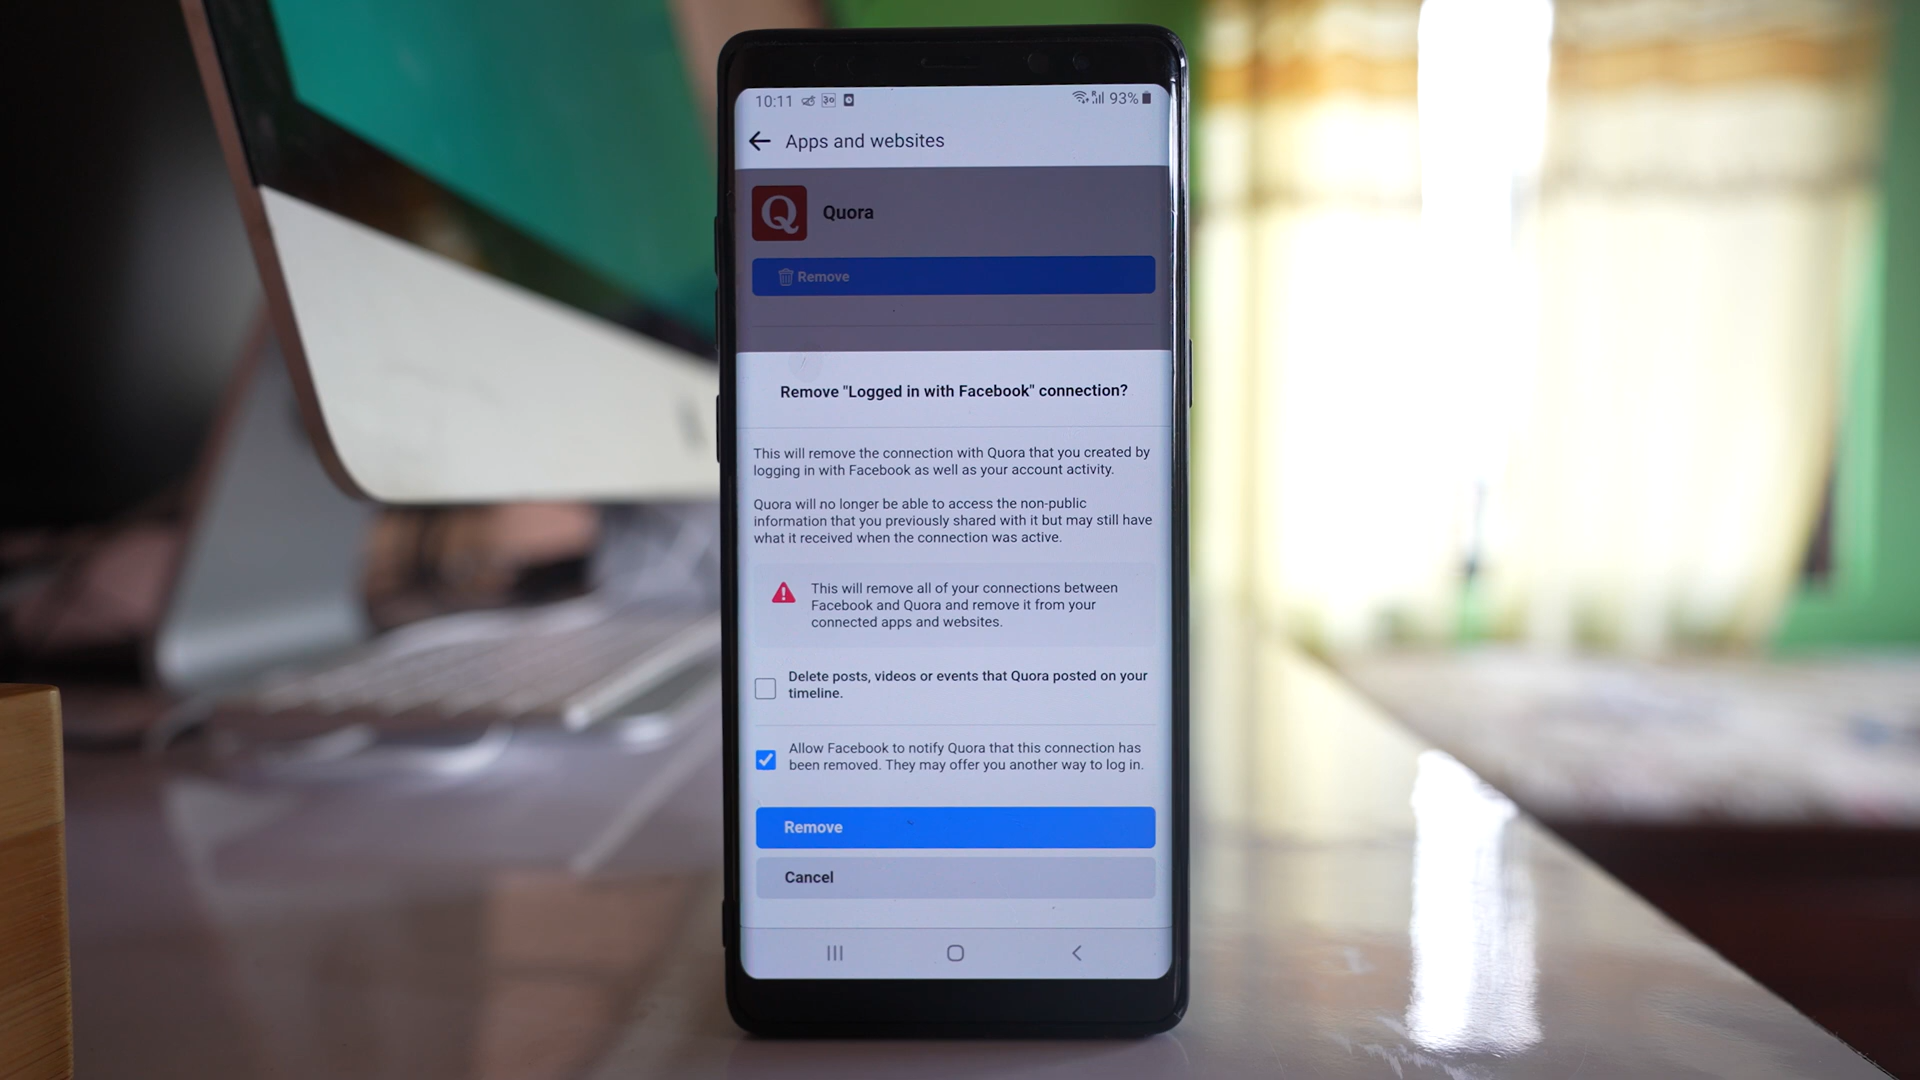 10:11 30 93%
Apps and websites
Q Quora
Remove
Remove "Logged in with Facebook" connection?
This will remove the connection with Quora that you created by
logging in with Facebook as well as your account activity.
Quora will no longer be able to access the non-public
information that you previously shared with it but may still have
what it received when the connection was active.
This will remove all of your connections between
Facebook and Quora and remove it from your
connected apps and websites.
Delete posts, videos or events that Quora posted on your
timeline.
Allow Facebook to notify Quora that this connection has
been removed. They may offer you another way to log in.
Remove
Cancel